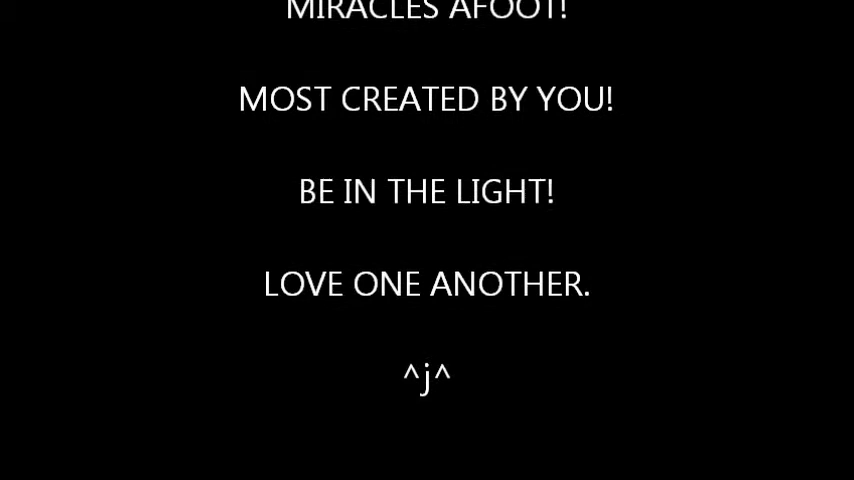 MIRACLES AFOOT!
MOST CREATED BY YOU!
BE IN THE LIGHT!
LOVE ONE ANOTHER.
^j^